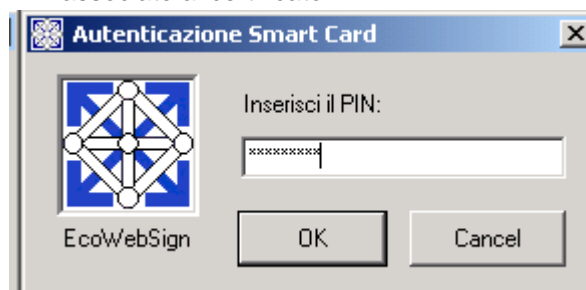 Autenticazione Smart Card
Inserisci il PIN:
*********
EcoWebSign
OK
Cancel